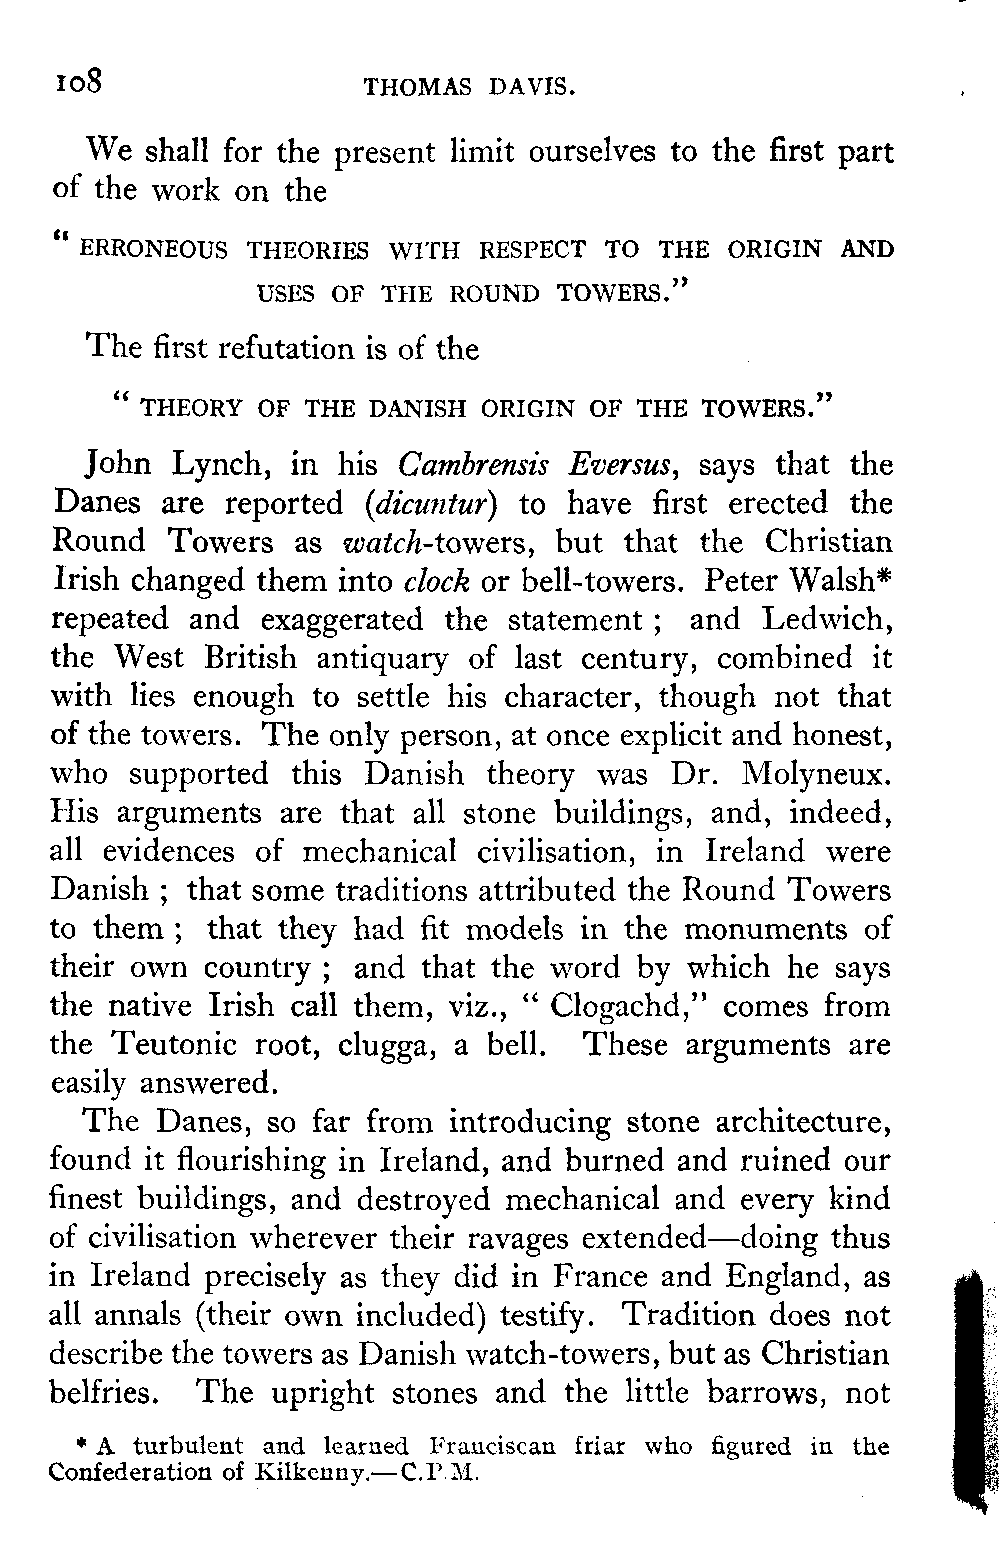 108 THOMAS DAVIS.
We shall for the present limit ourselves to the first part
of the work on the
“ ERRONEOUS THEORIES WITH RESPECT TO THE ORIGIN AND
USES OF THE ROUND TOWERS.”
The first refutation is of the
“ THEORY OF THE DANISH ORIGIN OF THE TOWERS.”
John Lynch, in his Cambrensis Eversus, says that the
Danes are reported (dicuntur) to have first erected the
Round Towers as watch-towers, but that the Christian
Irish changed them into clock or bell-towers. Peter Walsh*
repeated and exaggerated the statement ; and Ledwich,
the West British antiquary of last century, combined it
with lies enough to settle his character, though not that
of the towers. The only person, at once explicit and honest,
who supported this Danish theory was Dr. Molyneux.
His arguments are that all stone buildings, and, indeed,
all evidences of mechanical civilisation, in Ireland were
Danish ; that some traditions attributed the Round Towers
to them ; that they had fit models in the monuments of
their own country ; and that the word by which he says
the native Irish call them, viz., “ Clogachd,” comes from
the Teutonic root, clugga, a bell. These arguments are
easily answered.
The Danes, so far from introducing stone architecture,
found it flourishing in Ireland, and burned and ruined our
finest buildings, and destroyed mechanical and every kind
of civilisation wherever their ravages extended—doing thus
in Ireland precisely as they did in France and England, as
all annals (their own included) testify. Tradition does not
describe the towers as Danish watch-towers, but as Christian
belfries. The upright stones and the little barrows, not
* A turbulent and learned Franciscan friar who figured in the
Confederation of Kilkenny.—C.P.M.